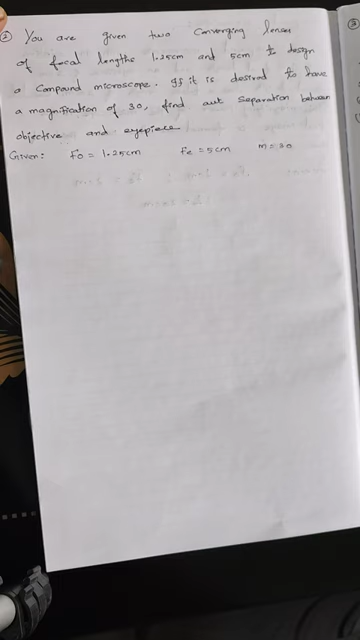 ② You are given two Converging lenses
of focal lengths 1.25cm and 5cm to design
a Compound microscope. If it is desired to have
a magnification of 30, find out Separation between
objective and eyepiece
Given: Fo = 1.25cm Fe = 5cm m = 30